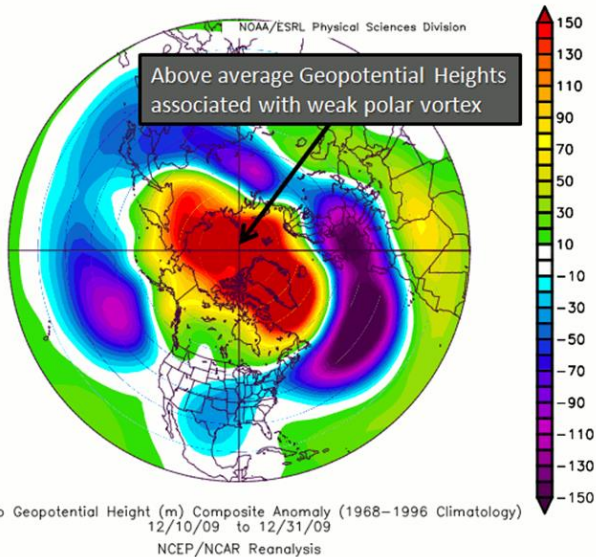 NOAA/ESRL Physical Sciences Division
Above average Geopotential Heights
associated with weak polar vortex
150
130
110
90
70
50
30
10
-10
-30
-50
-70
-90
-110
-130
-150
Geopotential Height (m) Composite Anomaly (1968-1996 Climatology)
12/10/09 to 12/31/09
NCEP/NCAR Reanalysis